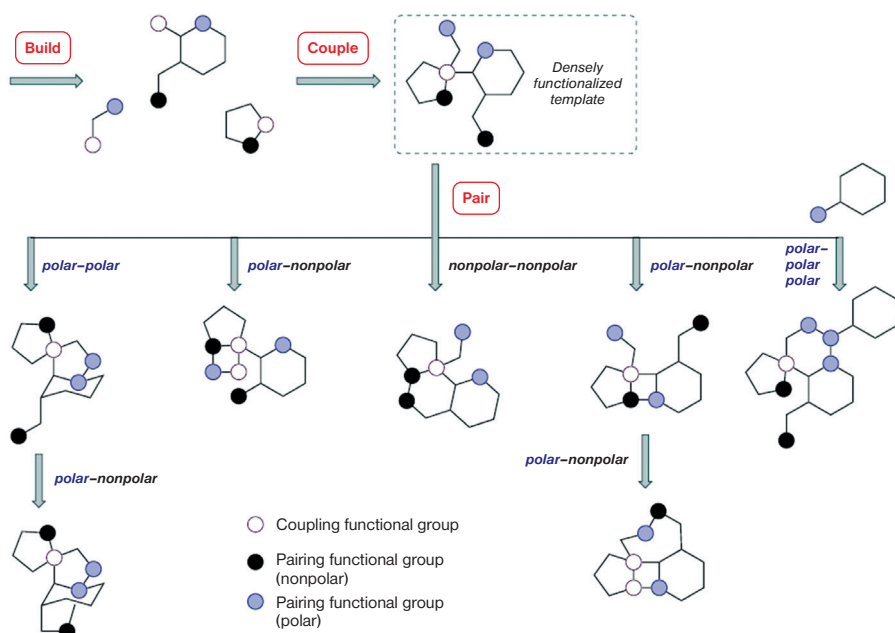 Build
Couple
Densely
functionalized
template
Pair
polar–polar
polar–nonpolar
nonpolar–nonpolar
polar–nonpolar
polar–
polar
polar
polar–nonpolar
polar–nonpolar
Coupling functional group
Pairing functional group
(nonpolar)
Pairing functional group
(polar)